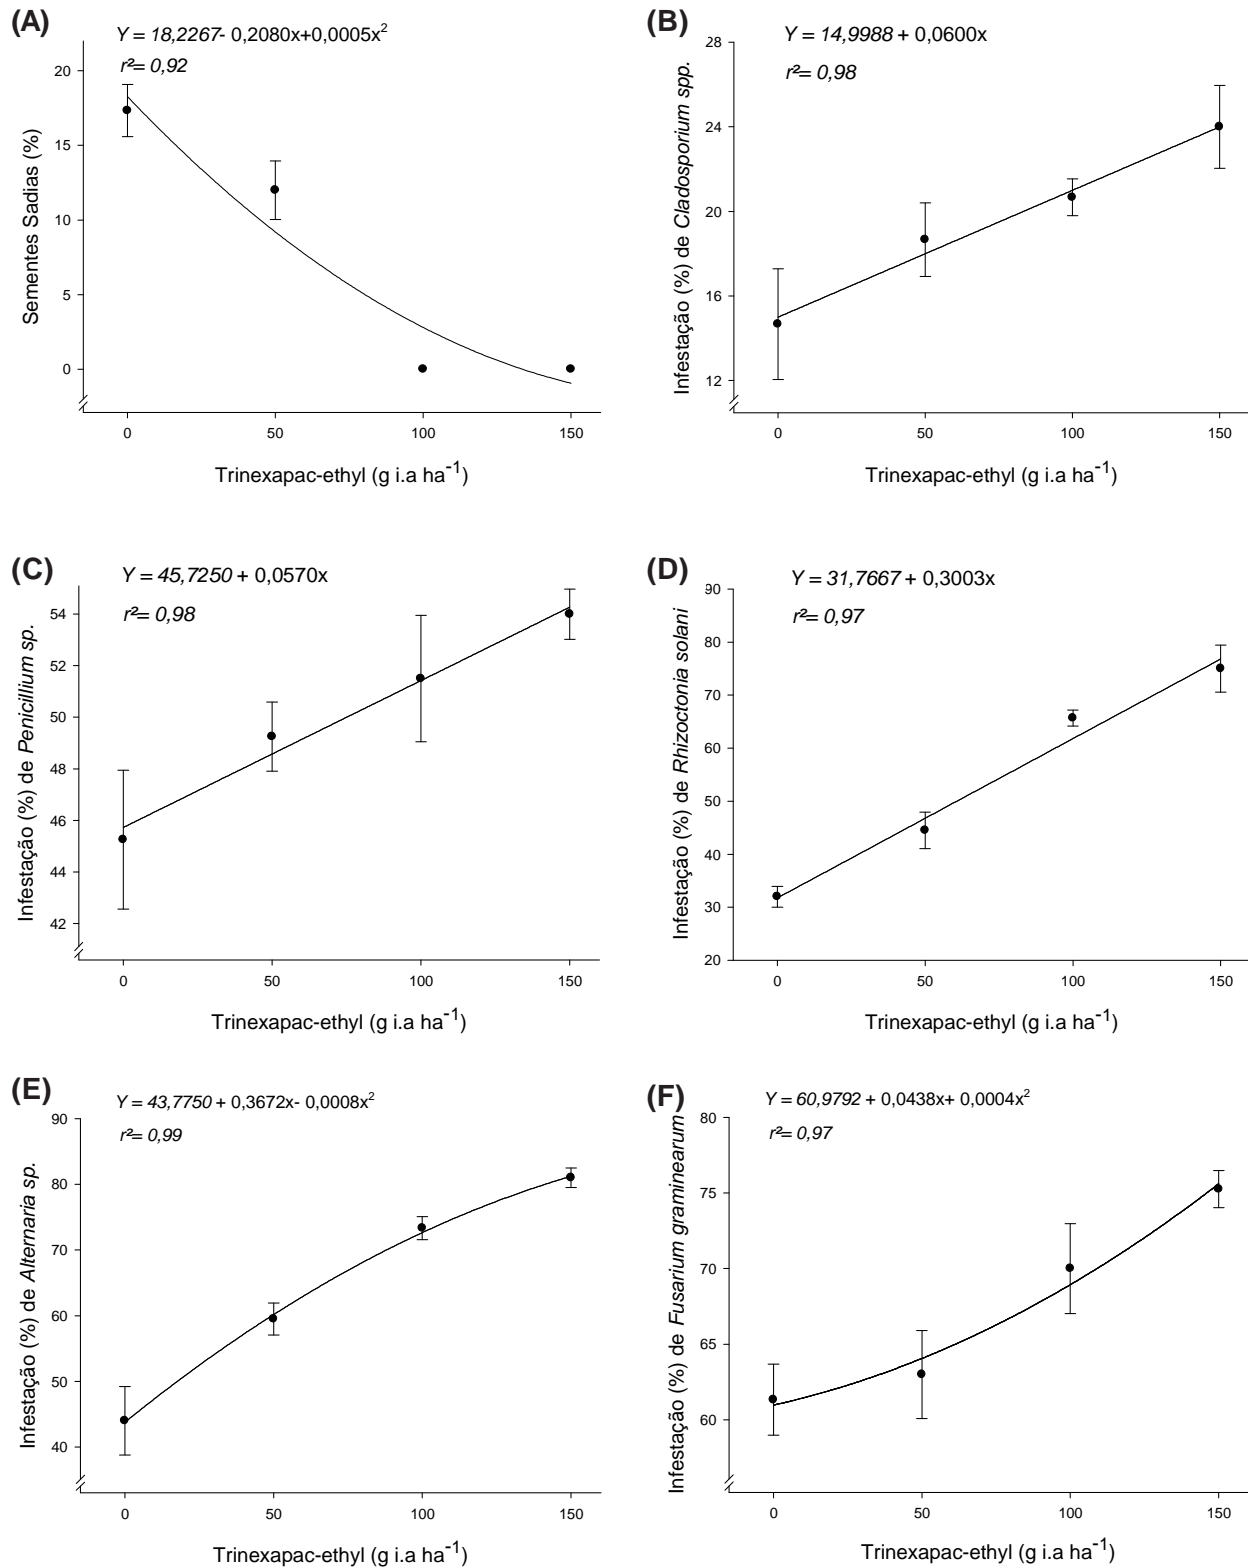 (A)
Y = 18,2267- 0,2080x+0,0005x²
r²= 0,92
Sementes Sadias (%)
20
15
10
5
0
0 50 100 150
Trinexapac-ethyl (g i.a ha⁻¹)
(B)
Y = 14,9988 + 0,0600x
r²= 0,98
Infestação (%) de Cladosporium spp.
28
24
20
16
12
0 50 100 150
Trinexapac-ethyl (g i.a ha⁻¹)
(C)
Y = 45,7250 + 0,0570x
r²= 0,98
Infestação (%) de Penicillium sp.
54
52
50
48
46
44
42
0 50 100 150
Trinexapac-ethyl (g i.a ha⁻¹)
(D)
Y = 31,7667 + 0,3003x
r²= 0,97
Infestação (%) de Rhizoctonia solani
90
80
70
60
50
40
30
20
0 50 100 150
Trinexapac-ethyl (g i.a ha⁻¹)
(E)
Y = 43,7750 + 0,3672x- 0,0008x²
r²= 0,99
Infestação (%) de Alternaria sp.
90
80
70
60
50
40
0 50 100 150
Trinexapac-ethyl (g i.a ha⁻¹)
(F)
Y = 60,9792 + 0,0438x+ 0,0004x²
r²= 0,97
Infestação (%) de Fusarium graminearum
80
75
70
65
60
0 50 100 150
Trinexapac-ethyl (g i.a ha⁻¹)